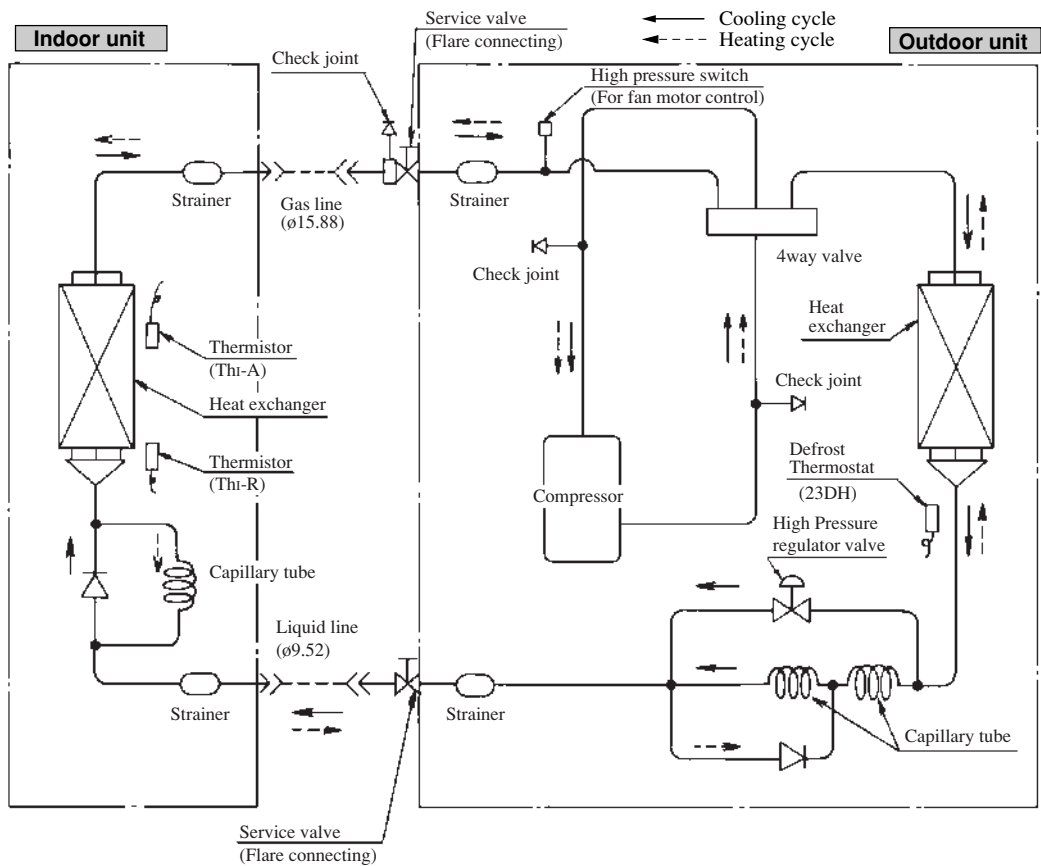 Indoor unit
Service valve
(Flare connecting)
Cooling cycle
Heating cycle
Outdoor unit
Check joint
High pressure switch
(For fan motor control)
Strainer
Gas line
(ø15.88)
Strainer
Check joint
4way valve
Heat
exchanger
Thermistor
(ThI-A)
Heat exchanger
Check joint
Thermistor
(ThI-R)
Compressor
Defrost
Thermostat
(23DH)
High Pressure
regulator valve
Capillary tube
Liquid line
(ø9.52)
Strainer
Strainer
Capillary tube
Service valve
(Flare connecting)